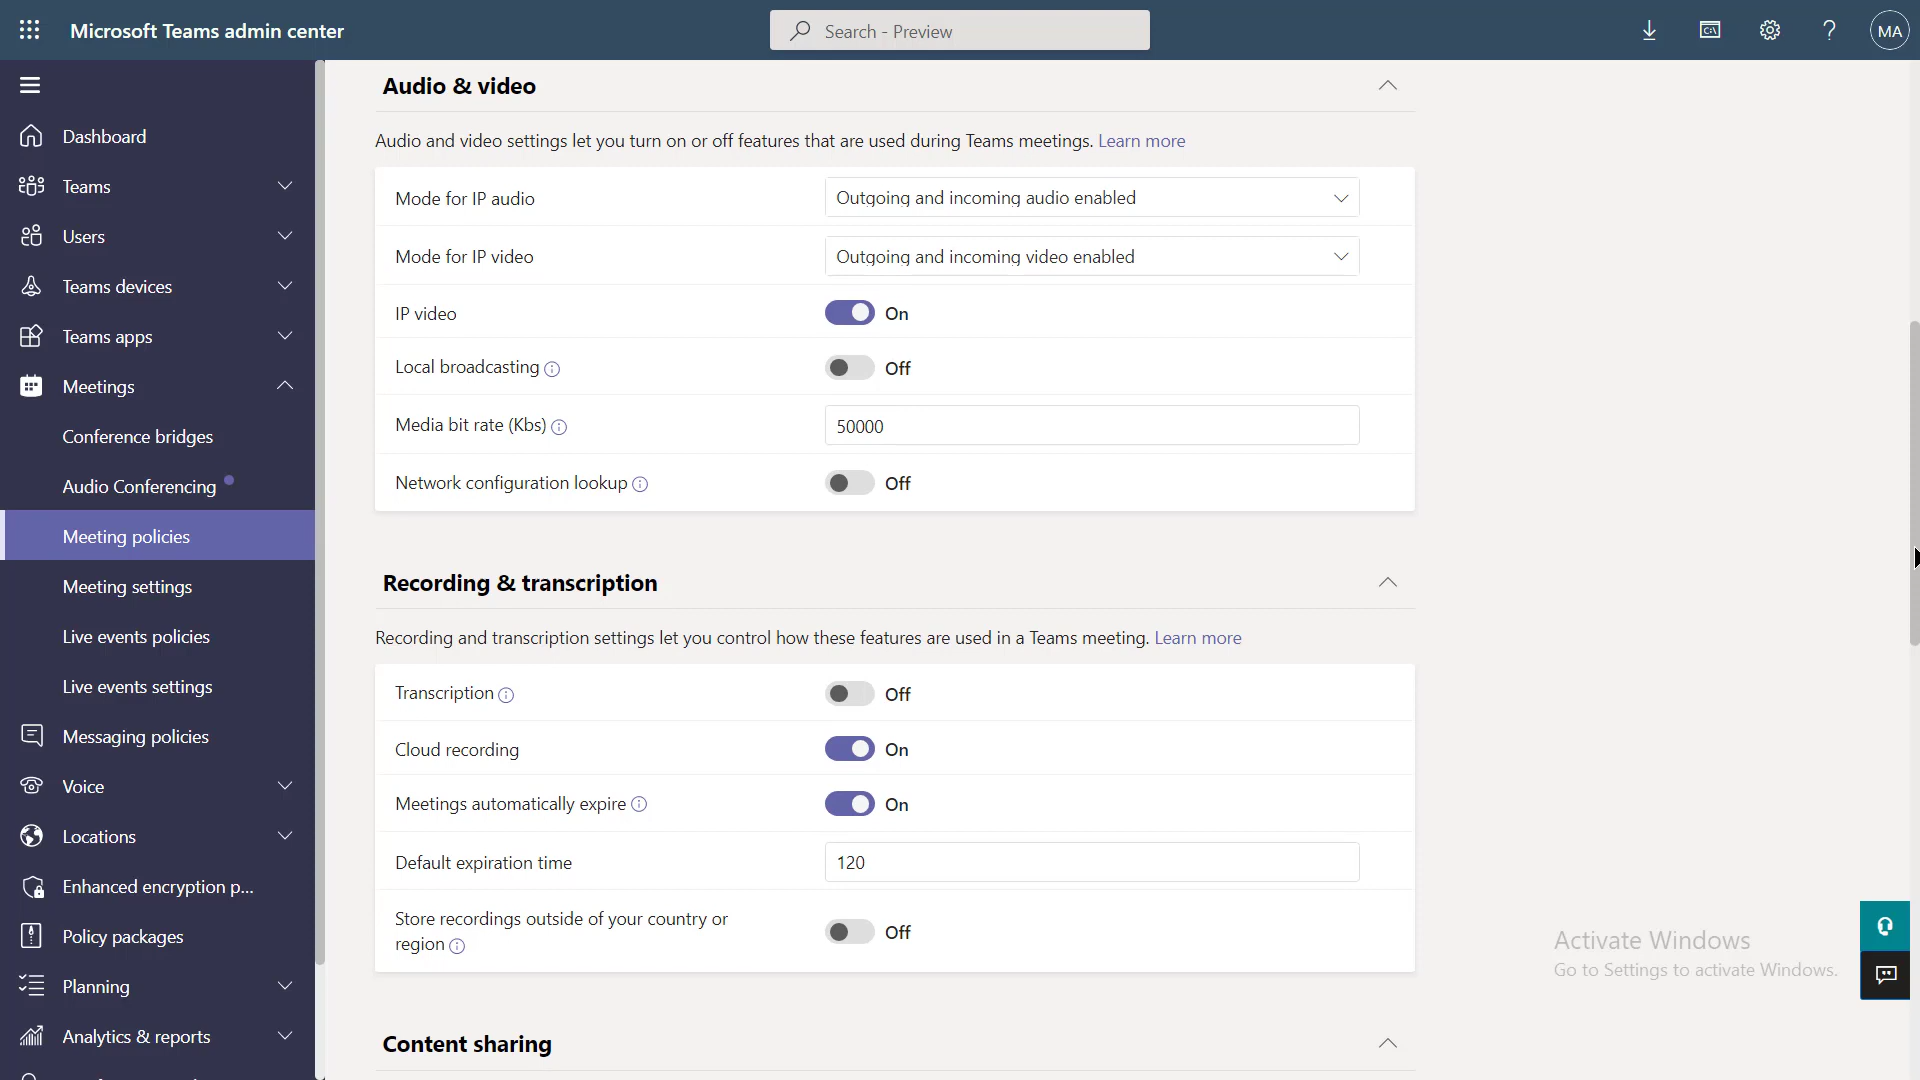 Microsoft Teams admin center
Search - Preview
C:\
?
MA
Dashboard
Teams
Users
Teams devices
Teams apps
Meetings
Conference bridges
Audio Conferencing
Meeting policies
Meeting settings
Live events policies
Live events settings
Messaging policies
Voice
Locations
Enhanced encryption p...
Policy packages
Planning
Analytics & reports
Audio & video
Audio and video settings let you turn on or off features that are used during Teams meetings. Learn more
Mode for IP audio Outgoing and incoming audio enabled
Mode for IP video Outgoing and incoming video enabled
IP video On
Local broadcasting Off
Media bit rate (Kbs) 50000
Network configuration lookup Off
Recording & transcription
Recording and transcription settings let you control how these features are used in a Teams meeting. Learn more
Transcription Off
Cloud recording On
Meetings automatically expire On
Default expiration time 120
Store recordings outside of your country or
region Off
Content sharing
Activate Windows
Go to Settings to activate Windows.